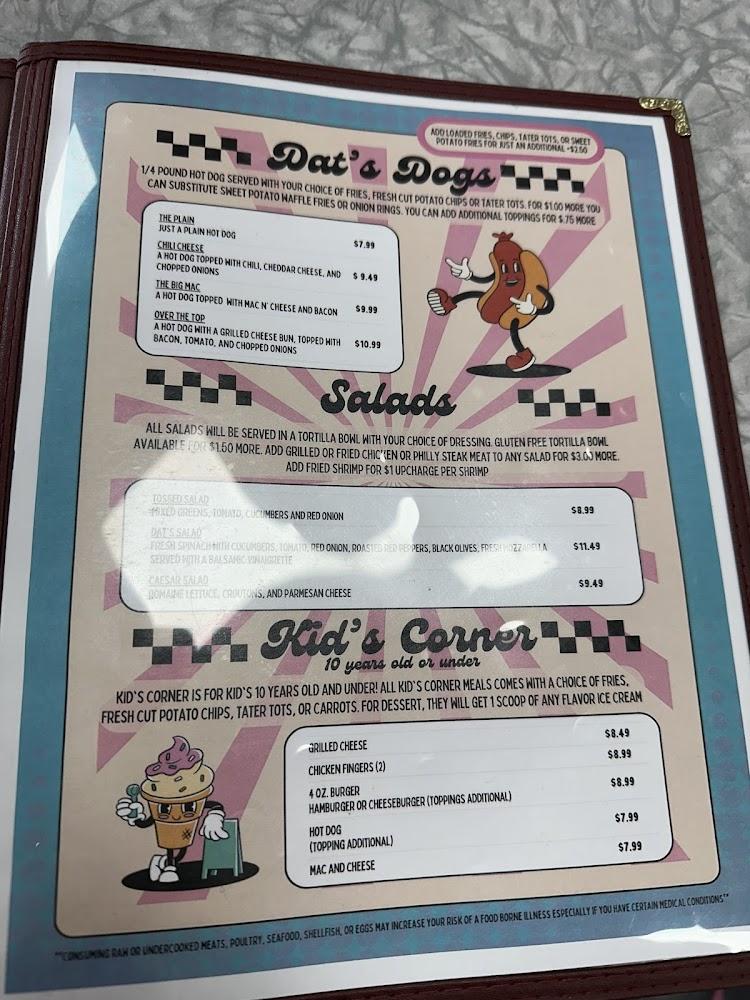 ADD LOADED FRIES, CHIPS, TATER TOTS, OR SWEET
POTATO FRIES FOR JUST AN ADDITIONAL +$2.50
Dat's Dogs
1/4 POUND HOT DOG SERVED WITH YOUR CHOICE OF FRIES, FRESH CUT POTATO CHIPS OR TATER TOTS. FOR $1.00 MORE YOU
CAN SUBSTITUTE SWEET POTATO WAFFLE FRIES OR ONION RINGS. YOU CAN ADD ADDITIONAL TOPPINGS FOR $.75 MORE
THE PLAIN
JUST A PLAIN HOT DOG $7.99
CHILI CHEESE
A HOT DOG TOPPED WITH CHILI, CHEDDAR CHEESE, AND $ 9.49
CHOPPED ONIONS
THE BIG MAC
A HOT DOG TOPPED WITH MAC N' CHEESE AND BACON $9.99
OVER THE TOP
A HOT DOG WITH A GRILLED CHEESE BUN, TOPPED WITH $10.99
BACON, TOMATO, AND CHOPPED ONIONS
Salads
ALL SALADS WILL BE SERVED IN A TORTILLA BOWL WITH YOUR CHOICE OF DRESSING. GLUTEN FREE TORTILLA BOWL
AVAILABLE FOR $1.50 MORE. ADD GRILLED OR FRIED CHICKEN OR PHILLY STEAK MEAT TO ANY SALAD FOR $3.00 MORE.
ADD FRIED SHRIMP FOR $1 UPCHARGE PER SHRIMP
TOSSED SALAD
MIXED GREENS, TOMATO, CUCUMBERS AND RED ONION $8.99
DAT'S SALAD
FRESH SPINACH WITH CUCUMBERS, TOMATO, RED ONION, ROASTED RED PEPPERS, BLACK OLIVES, FRESH MOZZARELLA $11.49
SERVED WITH A BALSAMIC VINAIGRETTE
CAESAR SALAD $9.49
ROMAINE LETTUCE, CROUTONS, AND PARMESAN CHEESE
Kid's Corner
10 years old or under
KID'S CORNER IS FOR KID'S 10 YEARS OLD AND UNDER! ALL KID'S CORNER MEALS COMES WITH A CHOICE OF FRIES,
FRESH CUT POTATO CHIPS, TATER TOTS, OR CARROTS. FOR DESSERT, THEY WILL GET 1 SCOOP OF ANY FLAVOR ICE CREAM
GRILLED CHEESE $8.49
CHICKEN FINGERS (2) $8.99
4 OZ. BURGER $8.99
HAMBURGER OR CHEESEBURGER (TOPPINGS ADDITIONAL)
HOT DOG $7.99
(TOPPING ADDITIONAL)
MAC AND CHEESE $7.99
**CONSUMING RAW OR UNDERCOOKED MEATS, POULTRY, SEAFOOD, SHELLFISH, OR EGGS MAY INCREASE YOUR RISK OF A FOOD BORNE ILLNESS ESPECIALLY IF YOU HAVE CERTAIN MEDICAL CONDITIONS**